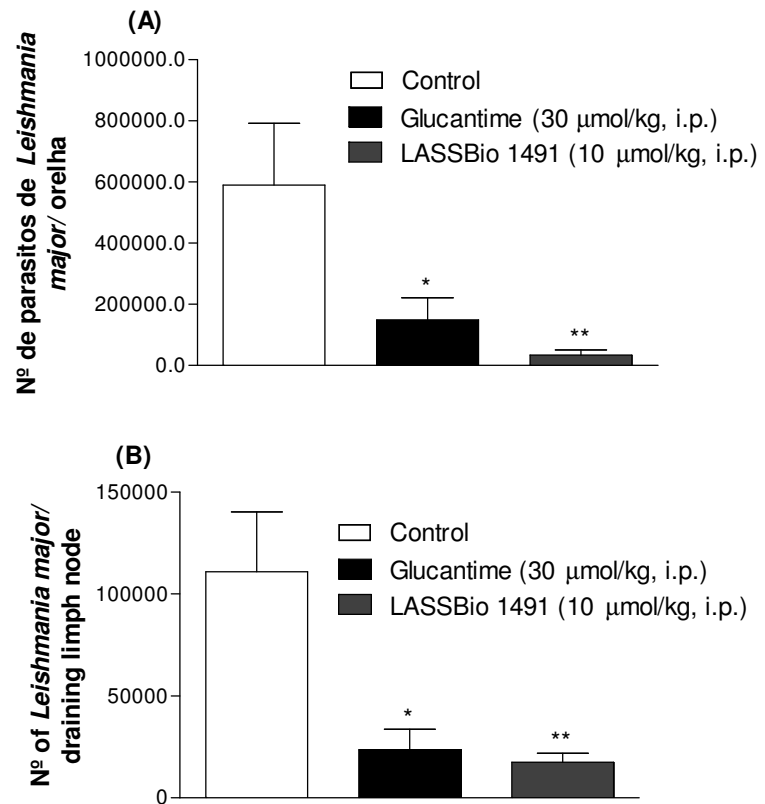 (A)
Nº de parasitos de Leishmania
major/ orelha
1000000.0
800000.0
600000.0
400000.0
200000.0
0.0
Control
Glucantime (30 μmol/kg, i.p.)
LASSBio 1491 (10 μmol/kg, i.p.)
*
**
(B)
Nº of Leishmania major/
draining limph node
150000
100000
50000
0
Control
Glucantime (30 μmol/kg, i.p.)
LASSBio 1491 (10 μmol/kg, i.p.)
*
**